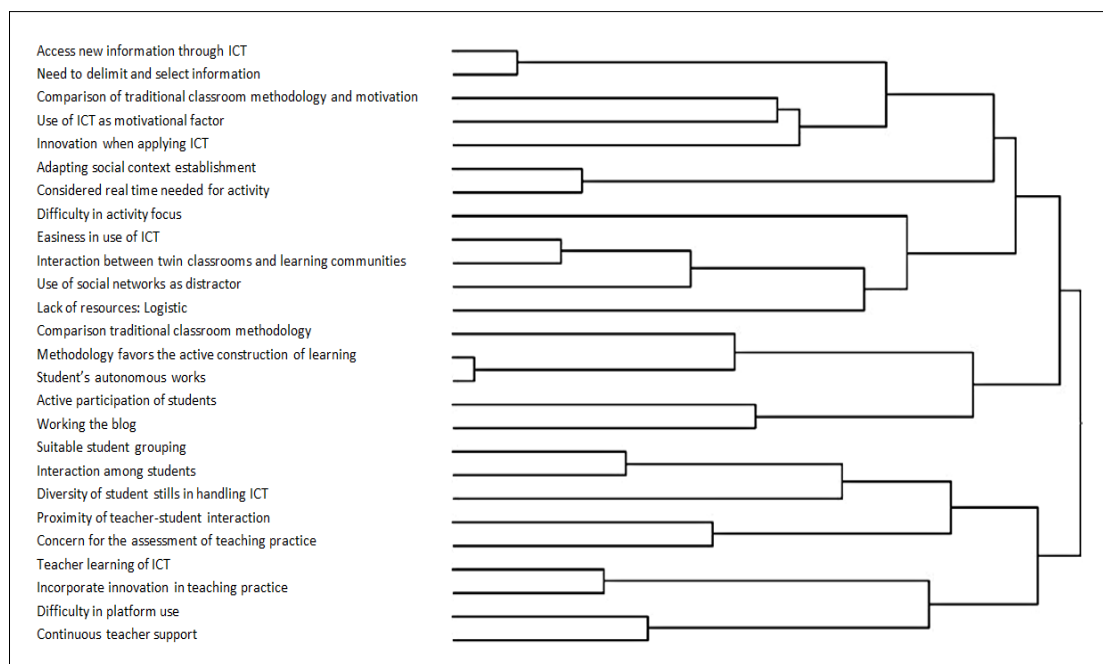 Access new information through ICT
Need to delimit and select information
Comparison of traditional classroom methodology and motivation
Use of ICT as motivational factor
Innovation when applying ICT
Adapting social context establishment
Considered real time needed for activity
Difficulty in activity focus
Easiness in use of ICT
Interaction between twin classrooms and learning communities
Use of social networks as distractor
Lack of resources: Logistic
Comparison traditional classroom methodology
Methodology favors the active construction of learning
Student’s autonomous works
Active participation of students
Working the blog
Suitable student grouping
Interaction among students
Diversity of student stills in handling ICT
Proximity of teacher-student interaction
Concern for the assessment of teaching practice
Teacher learning of ICT
Incorporate innovation in teaching practice
Difficulty in platform use
Continuous teacher support